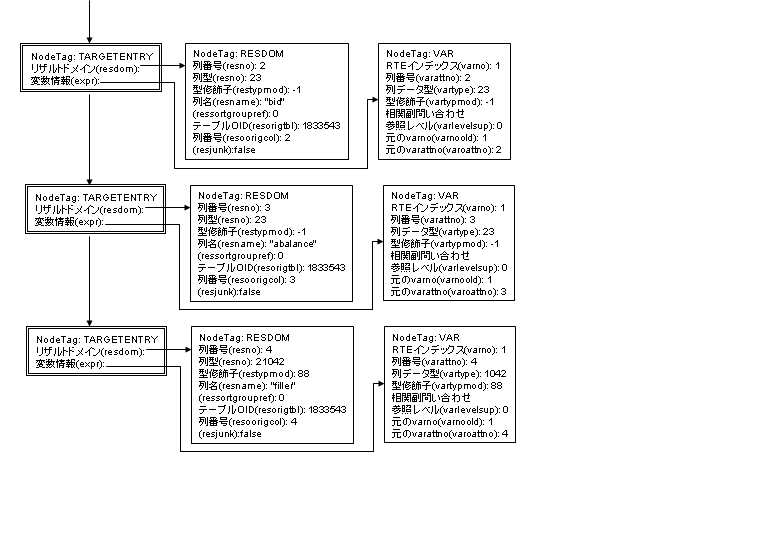 NodeTag: TARGETENTRY
リザルトドメイン(resdom):
変数情報(expr):
NodeTag: RESDOM
列番号(resno): 2
列型(resno): 23
型修飾子(restypmod): -1
列名(resname): "bid"
(ressortgroupref): 0
テーブルOID(resorigtbl): 1833543
列番号(resoorigcol): 2
(resjunk):false
NodeTag: VAR
RTEインデックス(varno): 1
列番号(varattno): 2
列データ型(vartype): 23
型修飾子(vartypmod): -1
相関副問い合わせ
参照レベル(varlevelsup): 0
元のvarno(varnoold): 1
元のvarattno(varoattno): 2
NodeTag: TARGETENTRY
リザルトドメイン(resdom):
変数情報(expr):
NodeTag: RESDOM
列番号(resno): 3
列型(resno): 23
型修飾子(restypmod): -1
列名(resname): "abalance"
(ressortgroupref): 0
テーブルOID(resorigtbl): 1833543
列番号(resoorigcol): 3
(resjunk):false
NodeTag: VAR
RTEインデックス(varno): 1
列番号(varattno): 3
列データ型(vartype): 23
型修飾子(vartypmod): -1
相関副問い合わせ
参照レベル(varlevelsup): 0
元のvarno(varnoold): 1
元のvarattno(varoattno): 3
NodeTag: TARGETENTRY
リザルトドメイン(resdom):
変数情報(expr):
NodeTag: RESDOM
列番号(resno): 4
列型(resno): 21042
型修飾子(restypmod): 88
列名(resname): "filler"
(ressortgroupref): 0
テーブルOID(resorigtbl): 1833543
列番号(resoorigcol): 4
(resjunk):false
NodeTag: VAR
RTEインデックス(varno): 1
列番号(varattno): 4
列データ型(vartype): 1042
型修飾子(vartypmod): 88
相関副問い合わせ
参照レベル(varlevelsup): 0
元のvarno(varnoold): 1
元のvarattno(varoattno): 4